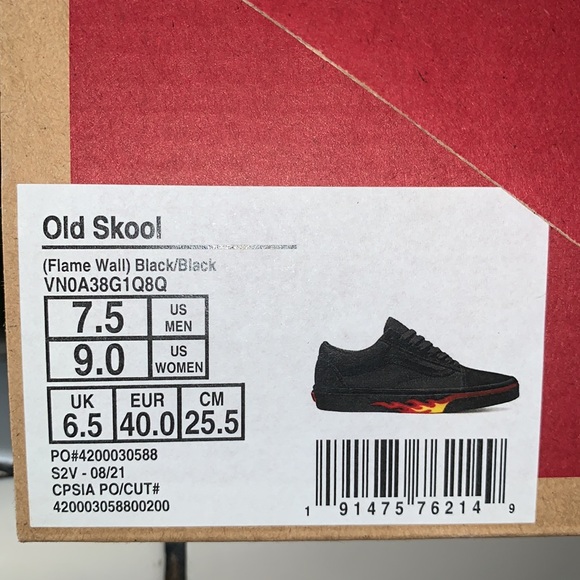 Old Skool
(Flame Wall) Black/Black
VN0A38G1Q8Q
7.5 US MEN
9.0 US WOMEN
UK EUR CM
6.5 40.0 25.5
PO#4200030588
S2V - 08/21
CPSIA PO/CUT#
420003058800200
1 91475 76214 9